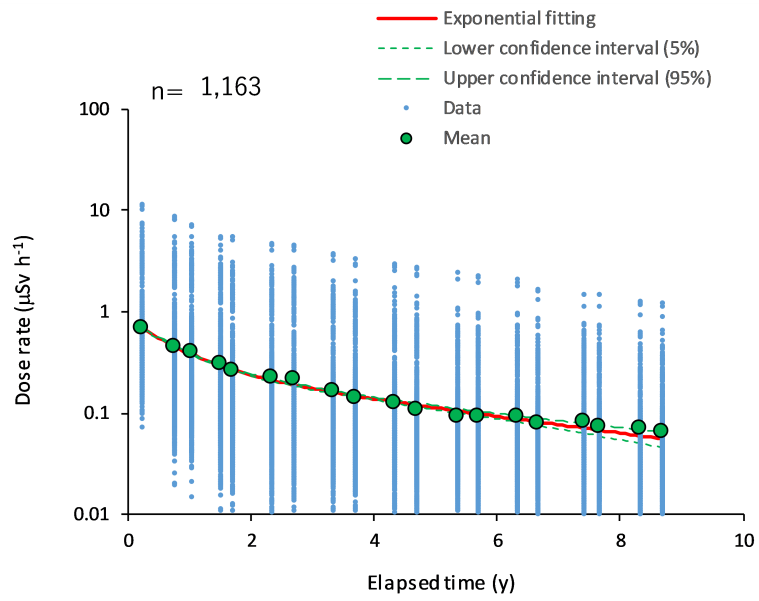 Exponential fitting
Lower confidence interval (5%)
Upper confidence interval (95%)
Data
Mean
n= 1,163
100
10
1
0.1
0.01
Dose rate (μSv h⁻¹)
0 2 4 6 8 10
Elapsed time (y)